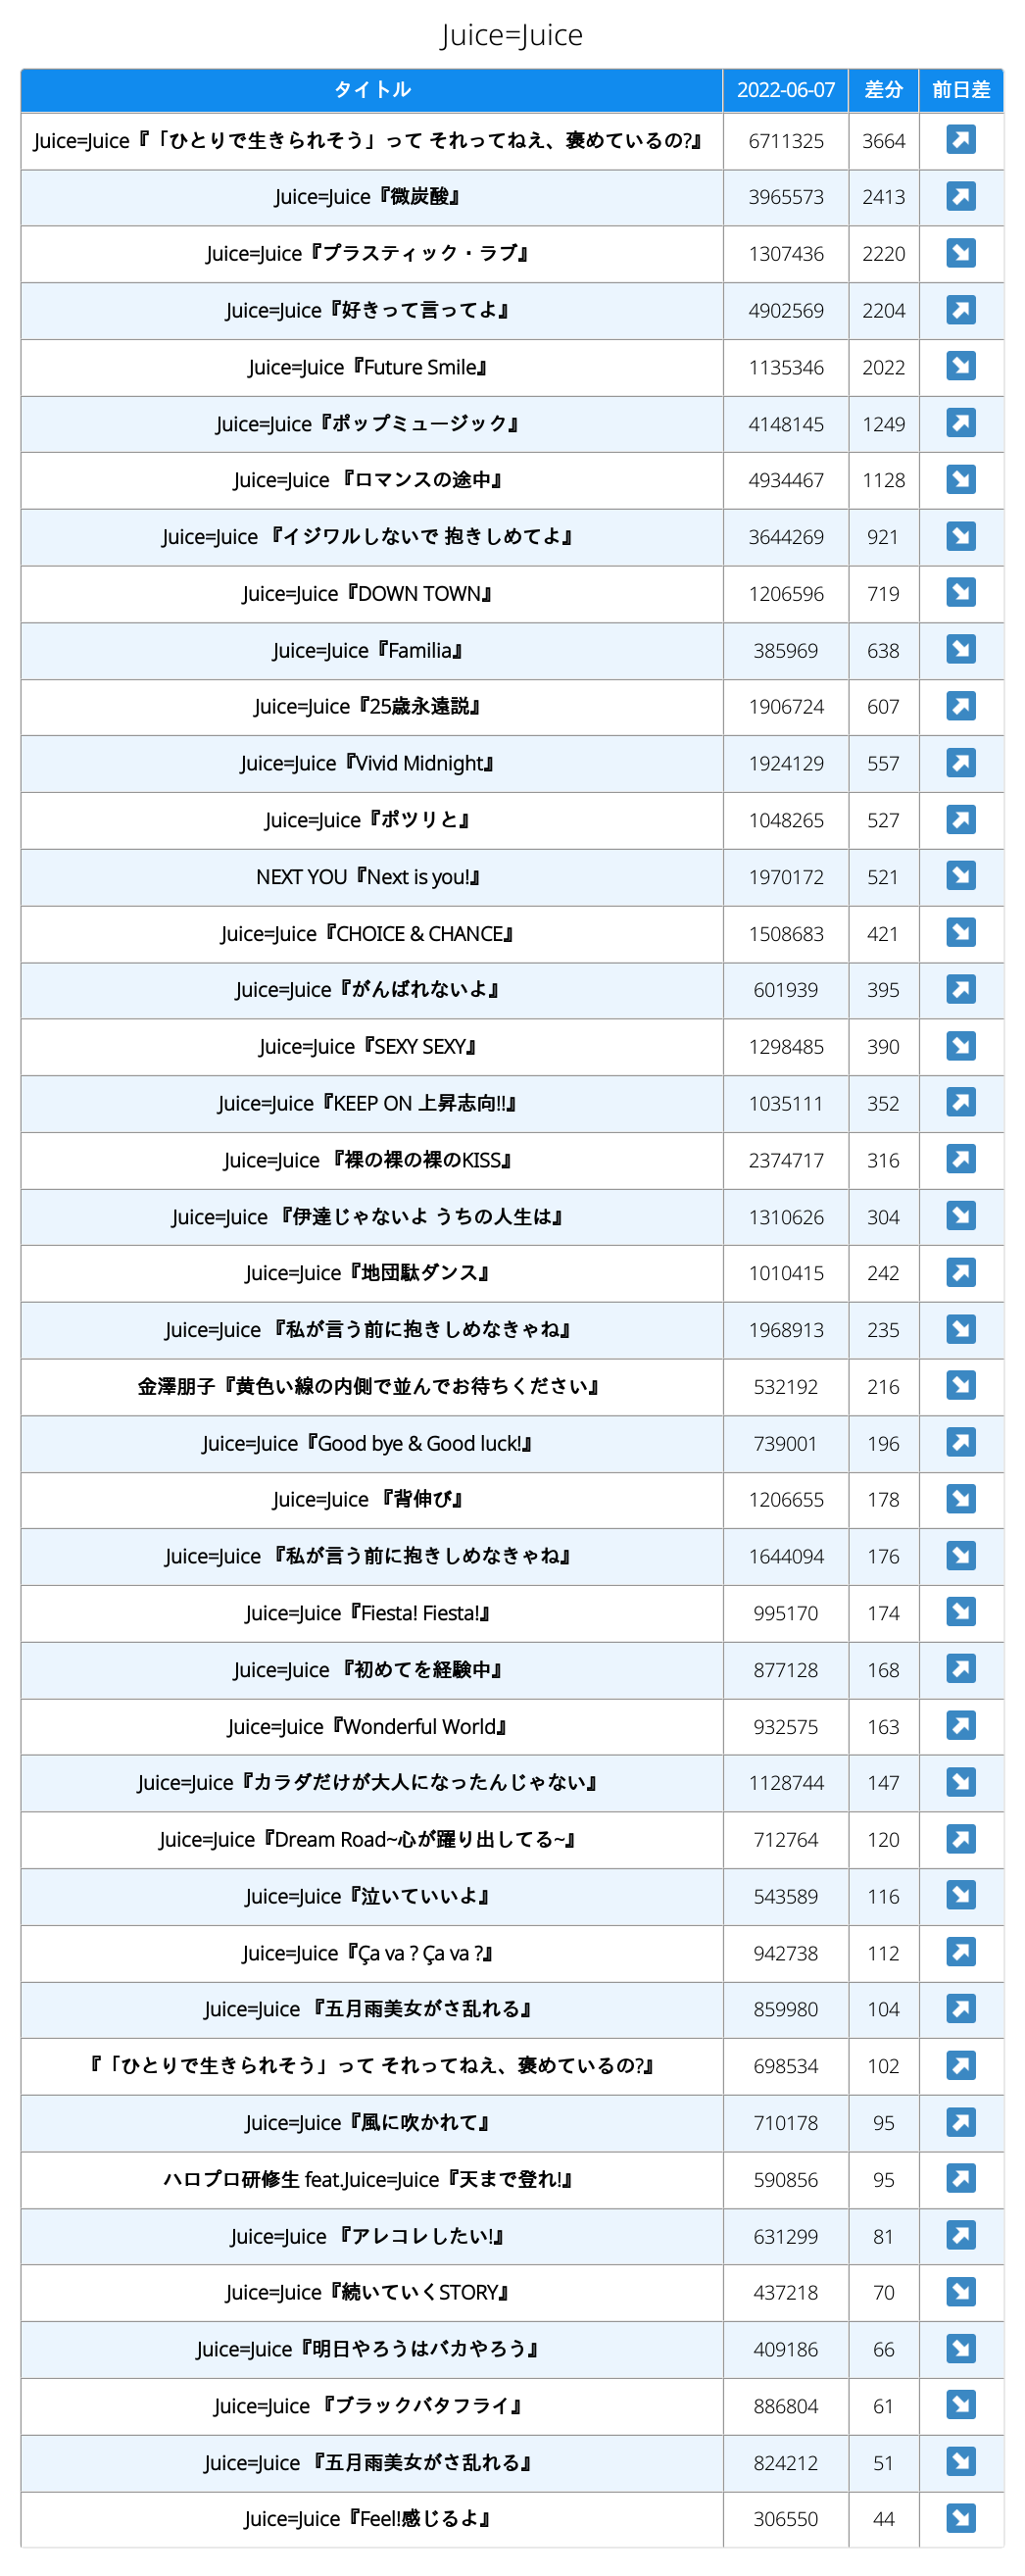 Juice=Juice
タイトル 2022-06-07 差分 前日差
Juice=Juice『「ひとりで生きられそう」って それってねえ、褒めているの?』 6711325 3664 ↗
Juice=Juice『微炭酸』 3965573 2413 ↗
Juice=Juice『プラスティック・ラブ』 1307436 2220 ↘
Juice=Juice『好きって言ってよ』 4902569 2204 ↗
Juice=Juice『Future Smile』 1135346 2022 ↘
Juice=Juice『ポップミュージック』 4148145 1249 ↗
Juice=Juice 『ロマンスの途中』 4934467 1128 ↘
Juice=Juice 『イジワルしないで 抱きしめてよ』 3644269 921 ↘
Juice=Juice『DOWN TOWN』 1206596 719 ↘
Juice=Juice『Familia』 385969 638 ↘
Juice=Juice『25歳永遠説』 1906724 607 ↗
Juice=Juice『Vivid Midnight』 1924129 557 ↗
Juice=Juice『ポツリと』 1048265 527 ↗
NEXT YOU『Next is you!』 1970172 521 ↘
Juice=Juice『CHOICE & CHANCE』 1508683 421 ↘
Juice=Juice『がんばれないよ』 601939 395 ↗
Juice=Juice『SEXY SEXY』 1298485 390 ↘
Juice=Juice『KEEP ON 上昇志向!!』 1035111 352 ↗
Juice=Juice 『裸の裸の裸のKISS』 2374717 316 ↗
Juice=Juice 『伊達じゃないよ うちの人生は』 1310626 304 ↘
Juice=Juice『地団駄ダンス』 1010415 242 ↗
Juice=Juice 『私が言う前に抱きしめなきゃね』 1968913 235 ↘
金澤朋子『黄色い線の内側で並んでお待ちください』 532192 216 ↘
Juice=Juice『Good bye & Good luck!』 739001 196 ↗
Juice=Juice 『背伸び』 1206655 178 ↘
Juice=Juice 『私が言う前に抱きしめなきゃね』 1644094 176 ↘
Juice=Juice『Fiesta! Fiesta!』 995170 174 ↘
Juice=Juice 『初めてを経験中』 877128 168 ↗
Juice=Juice『Wonderful World』 932575 163 ↗
Juice=Juice『カラダだけが大人になったんじゃない』 1128744 147 ↘
Juice=Juice『Dream Road~心が躍り出してる~』 712764 120 ↗
Juice=Juice『泣いていいよ』 543589 116 ↘
Juice=Juice『Ça va ? Ça va ?』 942738 112 ↗
Juice=Juice 『五月雨美女がさ乱れる』 859980 104 ↗
『「ひとりで生きられそう」って それってねえ、褒めているの?』 698534 102 ↗
Juice=Juice『風に吹かれて』 710178 95 ↗
ハロプロ研修生 feat.Juice=Juice『天まで登れ!』 590856 95 ↗
Juice=Juice 『アレコレしたい!』 631299 81 ↗
Juice=Juice『続いていくSTORY』 437218 70 ↘
Juice=Juice『明日やろうはバカやろう』 409186 66 ↘
Juice=Juice 『ブラックバタフライ』 886804 61 ↘
Juice=Juice 『五月雨美女がさ乱れる』 824212 51 ↘
Juice=Juice『Feel!感じるよ』 306550 44 ↘